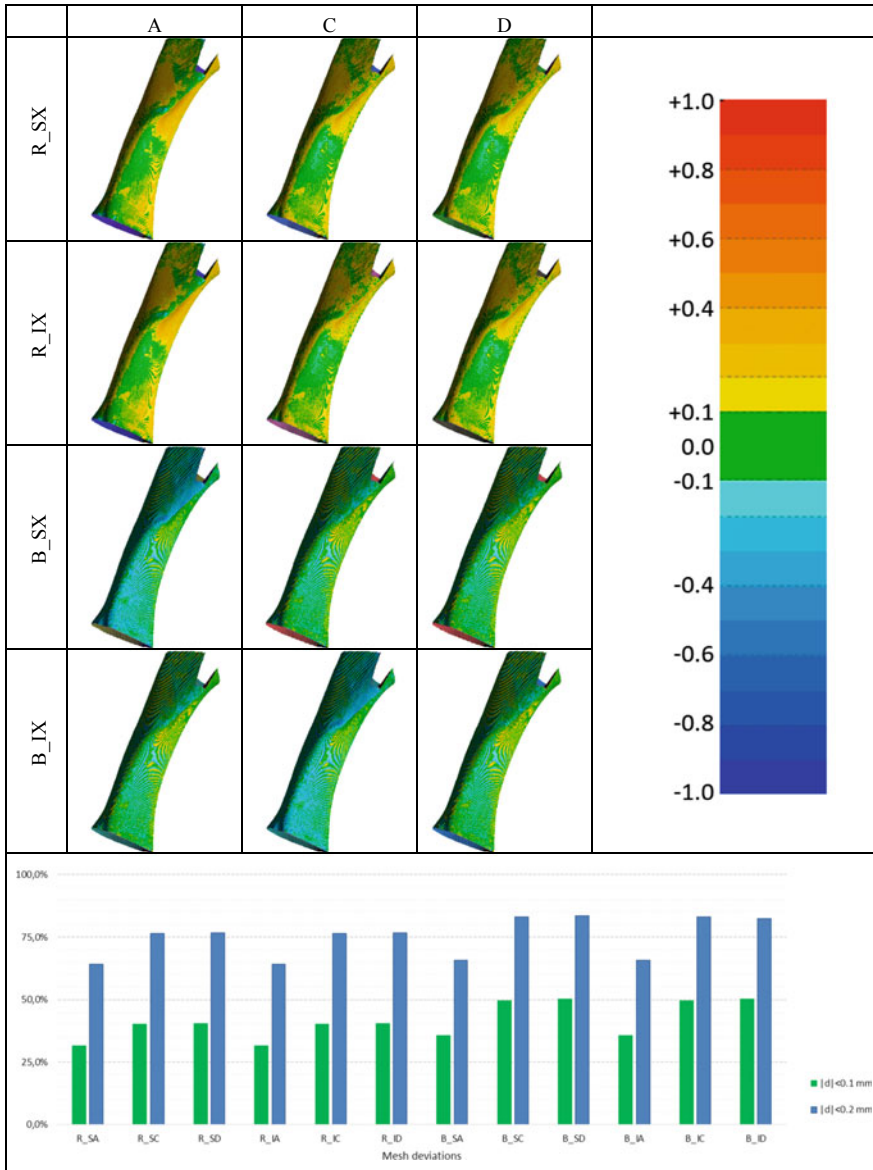 A C D
R_SX
R_IX
B_SX
B_IX
+1.0
+0.8
+0.6
+0.4
+0.1
0.0
-0.1
-0.4
-0.6
-0.8
-1.0
100,0%
75,0%
50,0%
25,0%
0,0%
R_SA R_SC R_SD R_IA R_IC R_ID B_SA B_SC B_SD B_IA B_IC B_ID
Mesh deviations
|d|<0.1 mm
|d|<0.2 mm